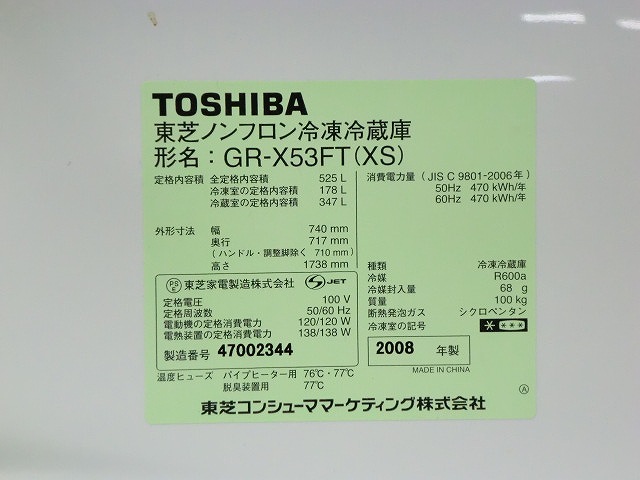 TOSHIBA
東芝ノンフロン冷凍冷蔵庫
形名：GR-X53FT(XS)
定格内容積 全定格内容積 525 L
冷凍室の定格内容積 178 L
冷蔵室の定格内容積 347 L
消費電力量 (JIS C 9801-2006年)
50Hz 470 kWh/年
60Hz 470 kWh/年
外形寸法 幅 740 mm
奥行 717 mm
(ハンドル・調整脚除く 710 mm)
高さ 1738 mm
種類 冷凍冷蔵庫
冷媒 R600a
冷媒封入量 68 g
質量 100 kg
断熱発泡ガス シクロペンタン
冷凍室の記号
PS E 東芝家電製造株式会社 S JET
定格電圧 100 V
定格周波数 50/60 Hz
電動機の定格消費電力 120/120 W
電熱装置の定格消費電力 138/138 W
製造番号 47002344
2008 年製
MADE IN CHINA
温度ヒューズ パイプヒーター用 76℃・77℃
脱臭装置用 77℃
東芝コンシューママーケティング株式会社
A